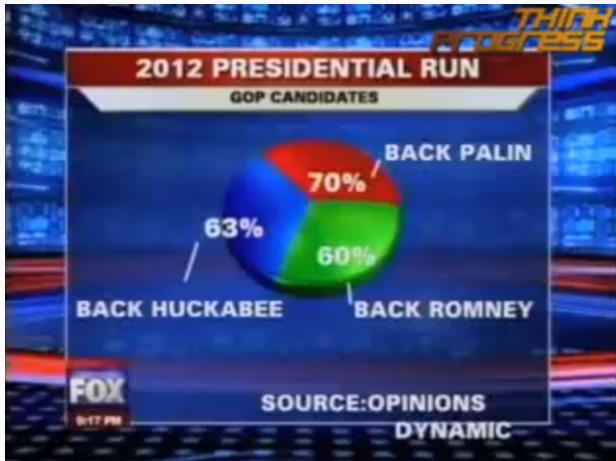 THINK
PROGRESS
2012 PRESIDENTIAL RUN
GOP CANDIDATES
BACK PALIN
70%
63%
60%
BACK HUCKABEE
BACK ROMNEY
FOX
9:17 PM
SOURCE:OPINIONS
DYNAMIC